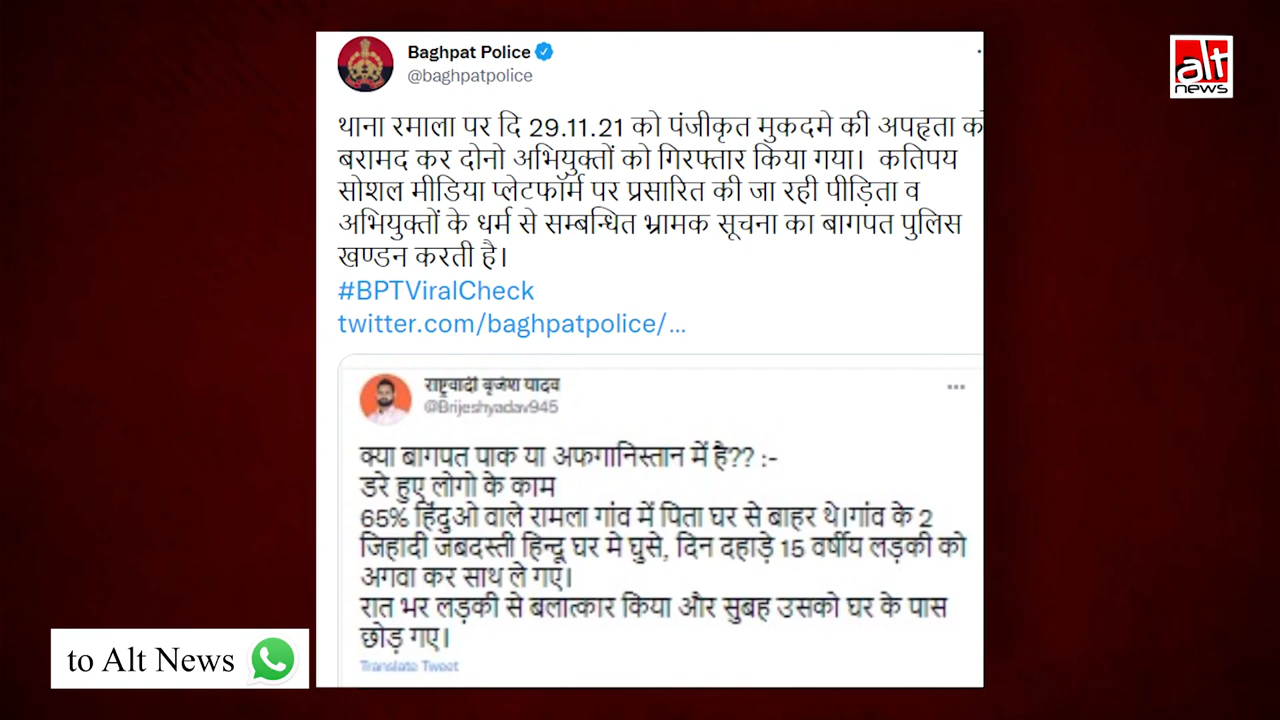 Baghpat Police
@baghpatpolice
alt
news
थाना रमाला पर दि 29.11.21 को पंजीकृत मुकदमे की अपहृता को
बरामद कर दोनो अभियुक्तों को गिरफ्तार किया गया। कतिपय
सोशल मीडिया प्लेटफॉर्म पर प्रसारित की जा रही पीड़िता व
अभियुक्तों के धर्म से सम्बन्धित भ्रामक सूचना का बागपत पुलिस
खण्डन करती है।
#BPTViralCheck
twitter.com/baghpatpolice/...
राष्ट्रवादी बृजेश यादव
@Brijeshyadav945
क्या बागपत पाक या अफगानिस्तान में है?? :-
डरे हुए लोगो के काम
65% हिंदुओ वाले रामला गांव में पिता घर से बाहर थे।गांव के 2
जिहादी जबदस्ती हिन्दू घर मे घुसे, दिन दहाड़े 15 वर्षीय लड़की को
अगवा कर साथ ले गए।
रात भर लड़की से बलात्कार किया और सुबह उसको घर के पास
छोड़ गए।
Translate Tweet
to Alt News